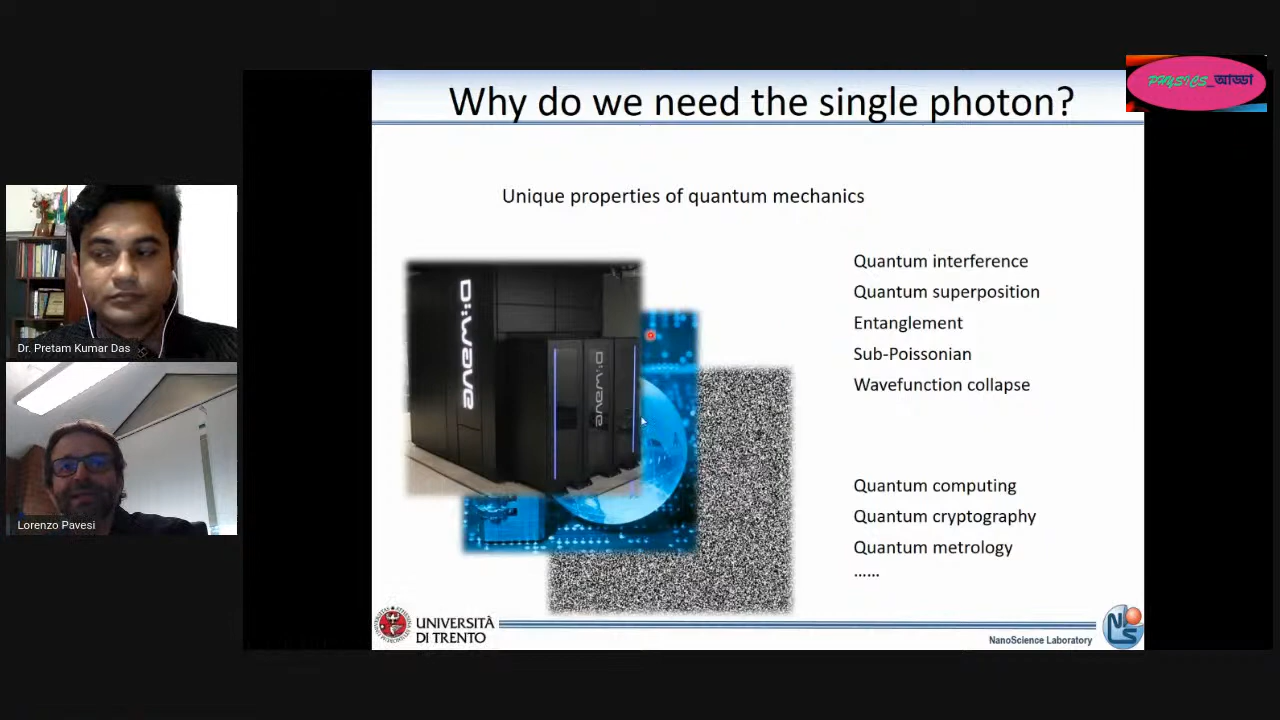 PHYSICS_আড্ডা
Why do we need the single photon?
Unique properties of quantum mechanics
Quantum interference
Quantum superposition
Entanglement
Sub-Poissonian
Wavefunction collapse
Quantum computing
Quantum cryptography
Quantum metrology
......
D:wave
D:wave
Dr. Pretam Kumar Das
Lorenzo Pavesi
UNIVERSITÀ
DI TRENTO
NanoScience Laboratory
NLS